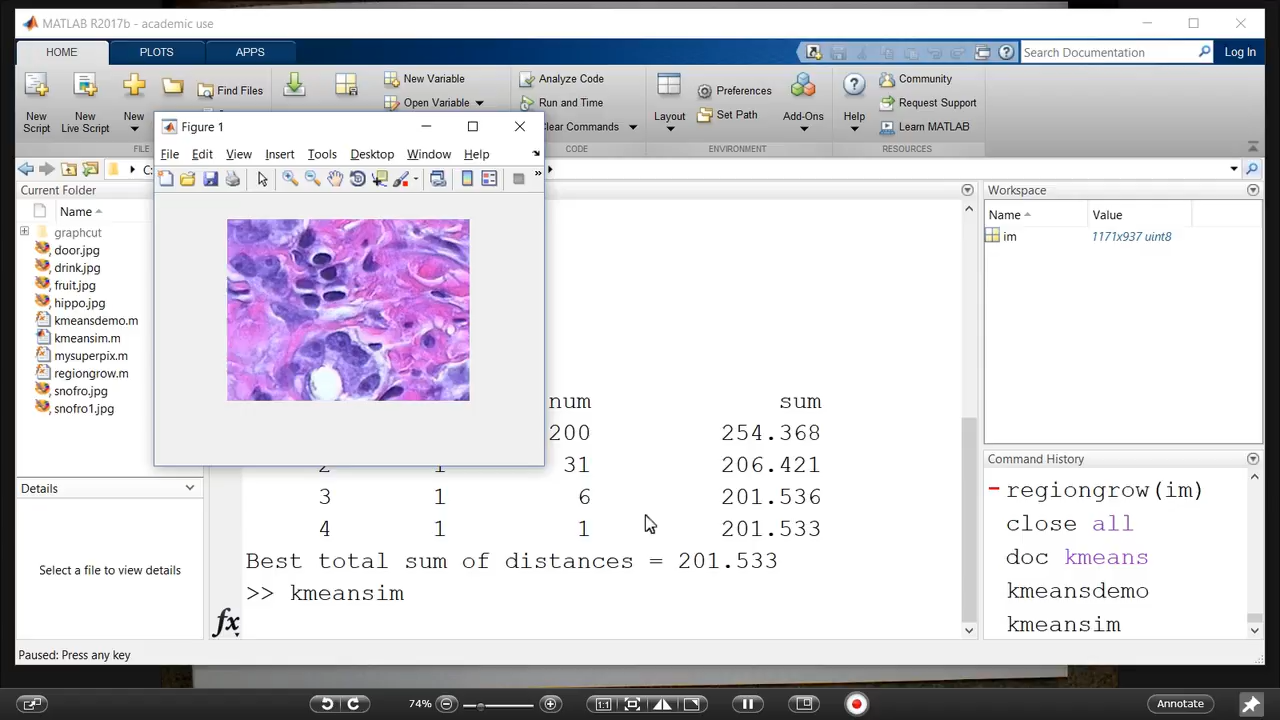 MATLAB R2017b - academic use
HOME PLOTS APPS
Search Documentation
Log In
New Script
New Live Script
New
Find Files
New Variable
Open Variable
Analyze Code
Run and Time
Clear Commands
Layout
Preferences
Set Path
Add-Ons
Help
Community
Request Support
Learn MATLAB
FILE CODE ENVIRONMENT RESOURCES
Figure 1
File Edit View Insert Tools Desktop Window Help
C:
Current Folder
Name
graphcut
door.jpg
drink.jpg
fruit.jpg
hippo.jpg
kmeansdemo.m
kmeansim.m
mysuperpix.m
regiongrow.m
snofro.jpg
snofro1.jpg
Details
Select a file to view details
num sum
200 254.368
2 1 31 206.421
3 1 6 201.536
4 1 1 201.533
Best total sum of distances = 201.533
>> kmeansim
fx
Workspace
Name Value
im 1171x937 uint8
Command History
regiongrow(im)
close all
doc kmeans
kmeansdemo
kmeansim
Paused: Press any key
74%
1:1
Annotate